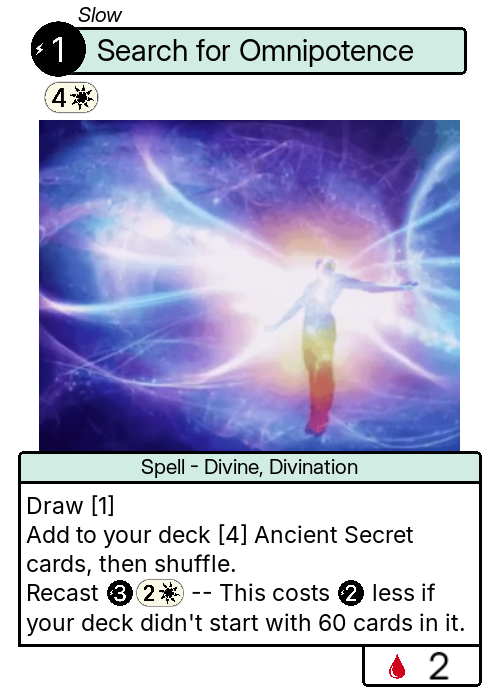 Slow
1 Search for Omnipotence
4
Spell - Divine, Divination
Draw [1]
Add to your deck [4] Ancient Secret
cards, then shuffle.
Recast 3 2 -- This costs 2 less if
your deck didn't start with 60 cards in it.
2